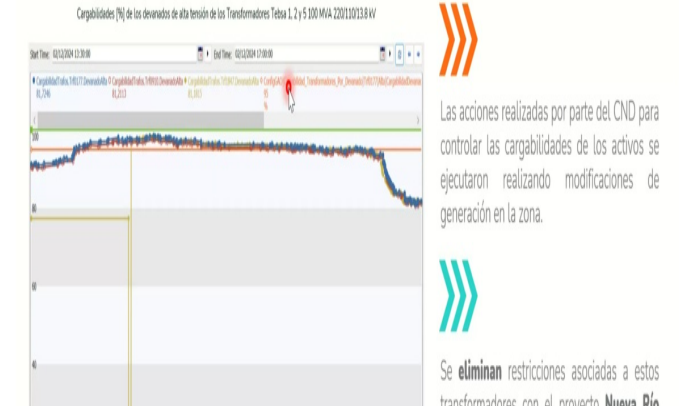 Cargabilidades [%] de los devanados de alta tensión de los Transformadores Tebsa 1, 2 y 5 100 MVA 220/110/13.8 kV
Start Time: 02/12/2024 13:30:00
End Time: 02/12/2024 17:00:00
81,7246
81,2113
95
%
100
80
60
40
Las acciones realizadas por parte del CND para
controlar las cargabilidades de los activos se
ejecutaron realizando modificaciones de
generación en la zona.
Se eliminan restricciones asociadas a estos
transformadores con el proyecto Nueva Río